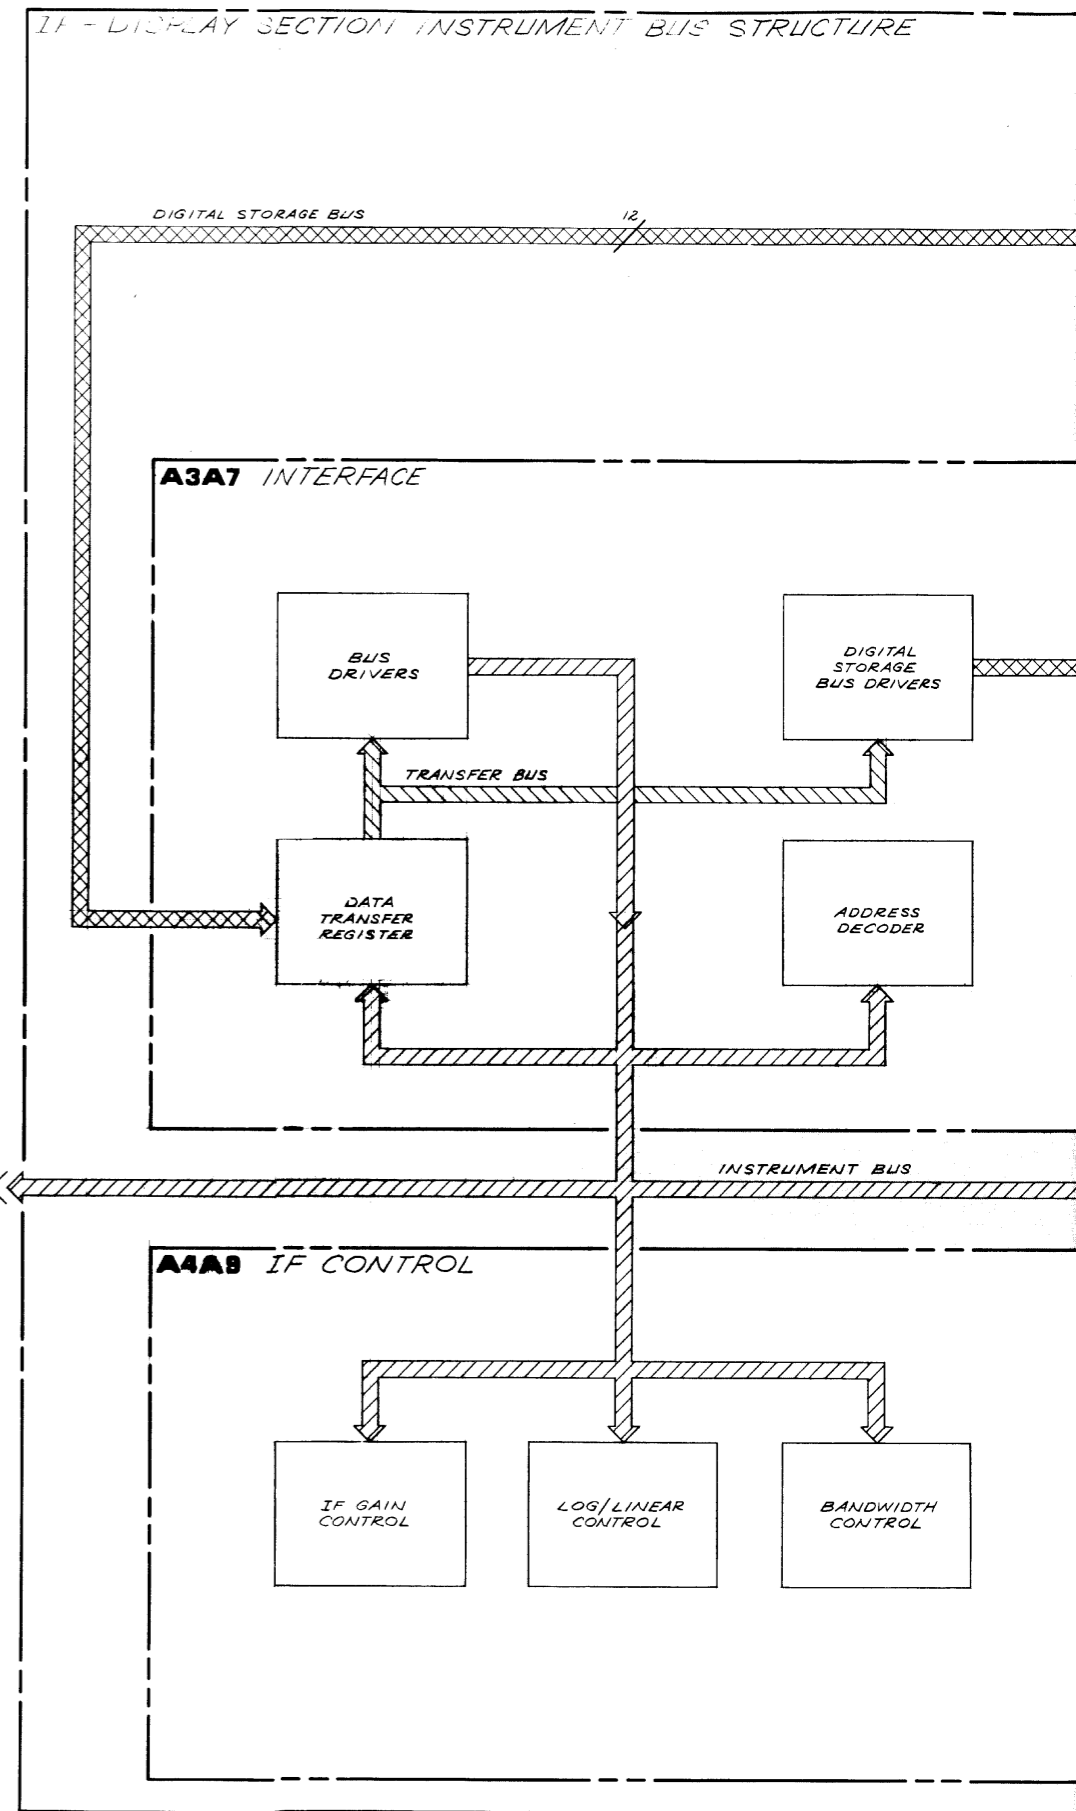 IF - DISPLAY SECTION INSTRUMENT BUS STRUCTURE
DIGITAL STORAGE BUS
12
A3A7 INTERFACE
BUS
DRIVERS
DIGITAL
STORAGE
BUS DRIVERS
TRANSFER BUS
DATA
TRANSFER
REGISTER
ADDRESS
DECODER
INSTRUMENT BUS
A4A9 IF CONTROL
IF GAIN
CONTROL
LOG/LINEAR
CONTROL
BANDWIDTH
CONTROL